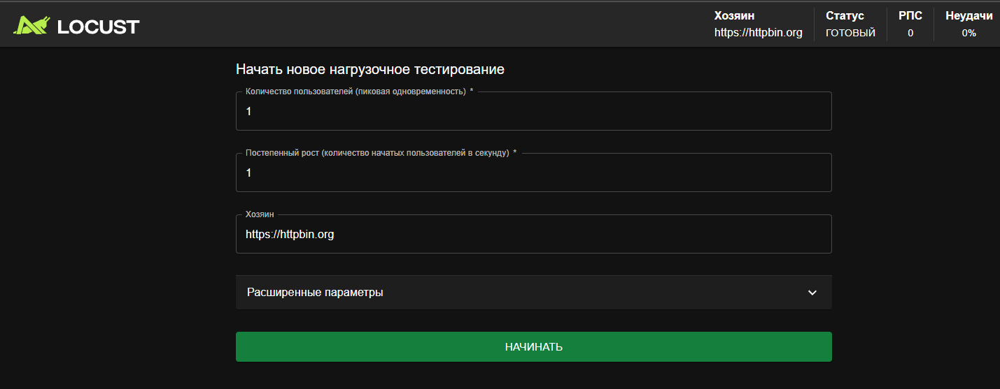 LOCUST
Хозяин
https://httpbin.org
Статус
ГОТОВЫЙ
РПС
0
Неудачи
0%
Начать новое нагрузочное тестирование
Количество пользователей (пиковая одновременность) *
1
Постепенный рост (количество начатых пользователей в секунду) *
1
Хозяин
https://httpbin.org
Расширенные параметры
НАЧИНАТЬ